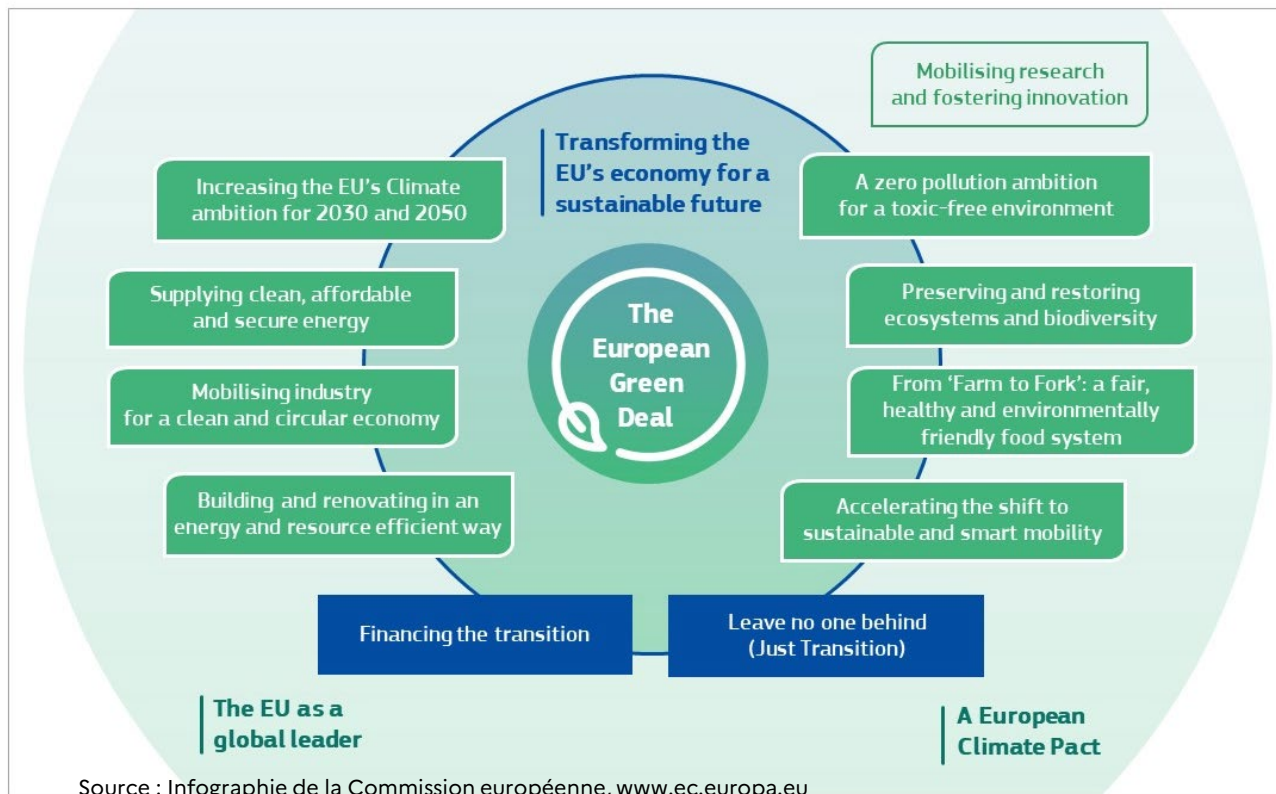 Mobilising research
and fostering innovation
Transforming the
EU's economy for a
sustainable future
Increasing the EU's Climate
ambition for 2030 and 2050
A zero pollution ambition
for a toxic-free environment
Supplying clean, affordable
and secure energy
Preserving and restoring
ecosystems and biodiversity
The
European
Green
Deal
Mobilising industry
for a clean and circular economy
From ‘Farm to Fork’: a fair,
healthy and environmentally
friendly food system
Building and renovating in an
energy and resource efficient way
Accelerating the shift to
sustainable and smart mobility
Financing the transition
Leave no one behind
(Just Transition)
The EU as a
global leader
A European
Climate Pact
Source : Infographie de la Commission européenne, www.ec.europa.eu